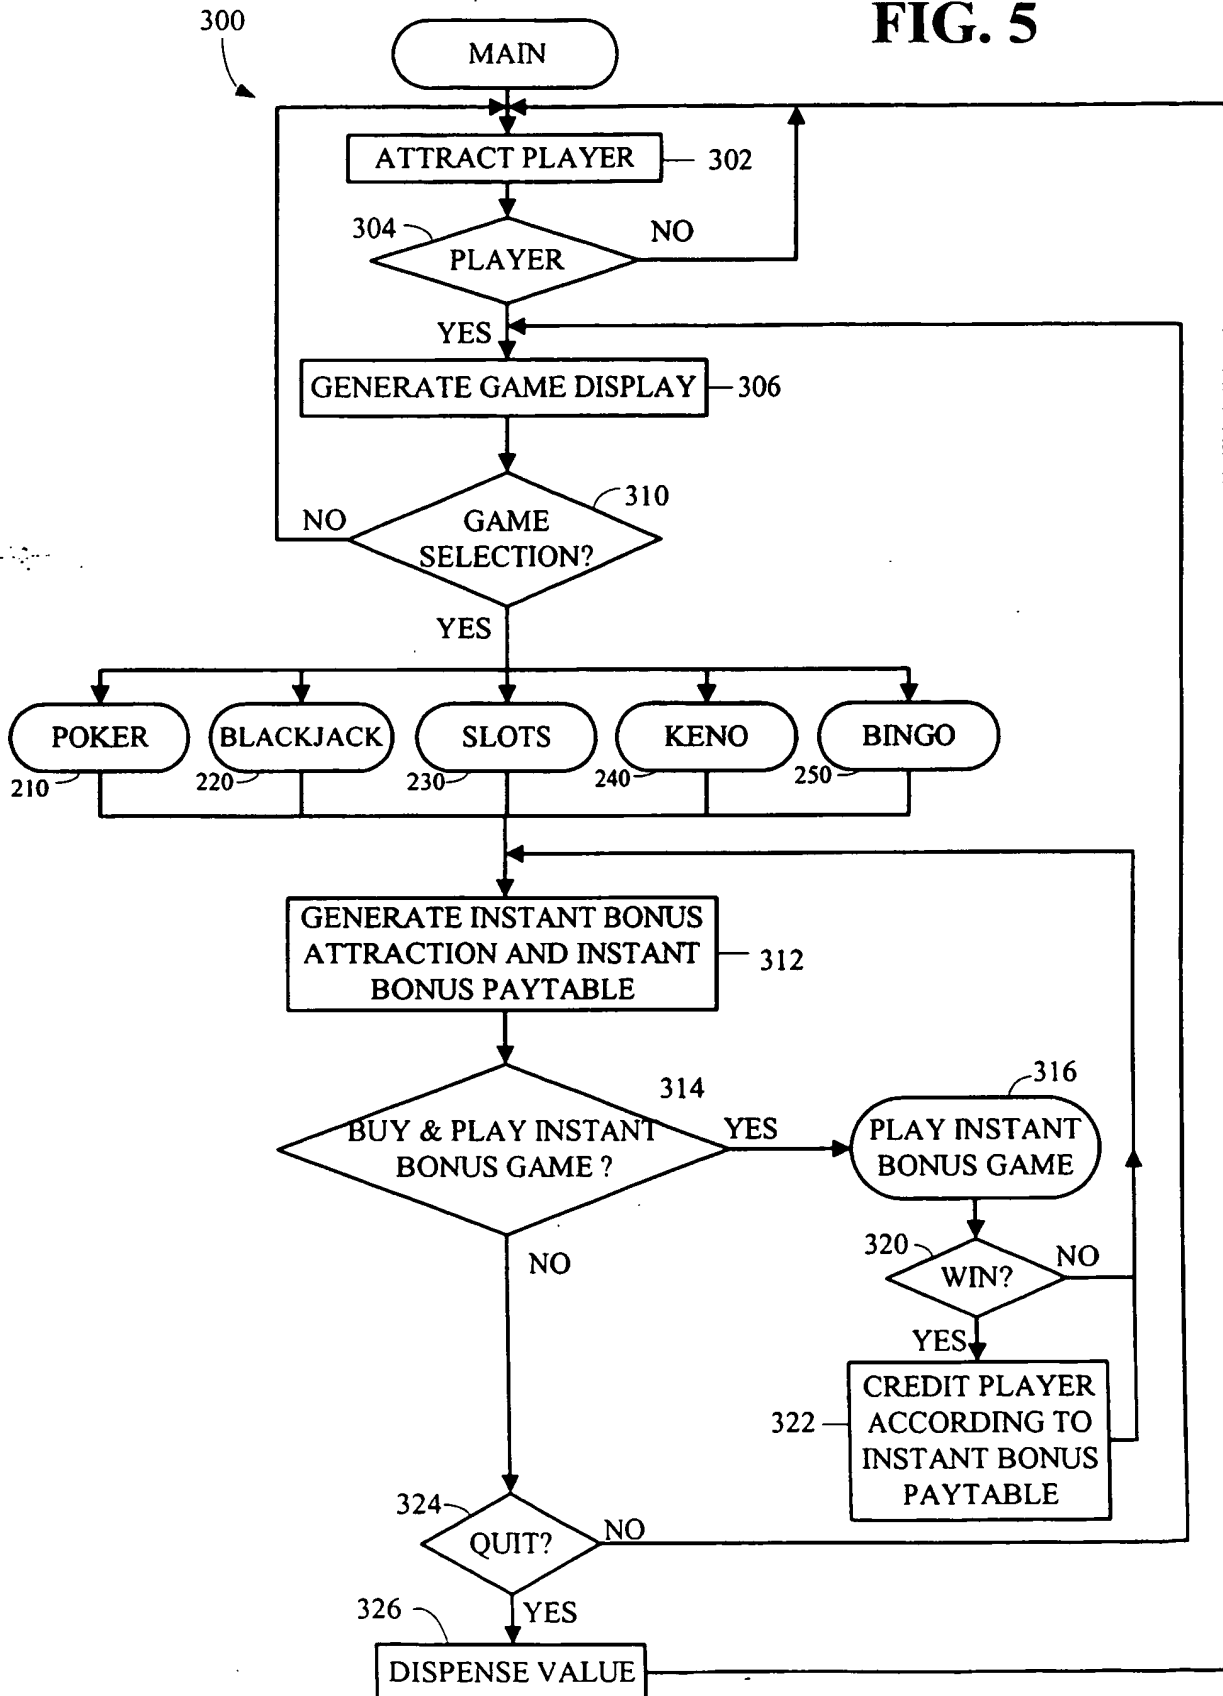 300
FIG. 5
MAIN
ATTRACT PLAYER
302
304
PLAYER
NO
YES
GENERATE GAME DISPLAY
306
310
NO
GAME
SELECTION?
YES
POKER
BLACKJACK
SLOTS
KENO
BINGO
210
220
230
240
250
GENERATE INSTANT BONUS
ATTRACTION AND INSTANT
BONUS PAYTABLE
312
314
BUY & PLAY INSTANT
BONUS GAME ?
YES
316
PLAY INSTANT
BONUS GAME
NO
320
WIN?
NO
YES
322
CREDIT PLAYER
ACCORDING TO
INSTANT BONUS
PAYTABLE
324
QUIT?
NO
YES
326
DISPENSE VALUE